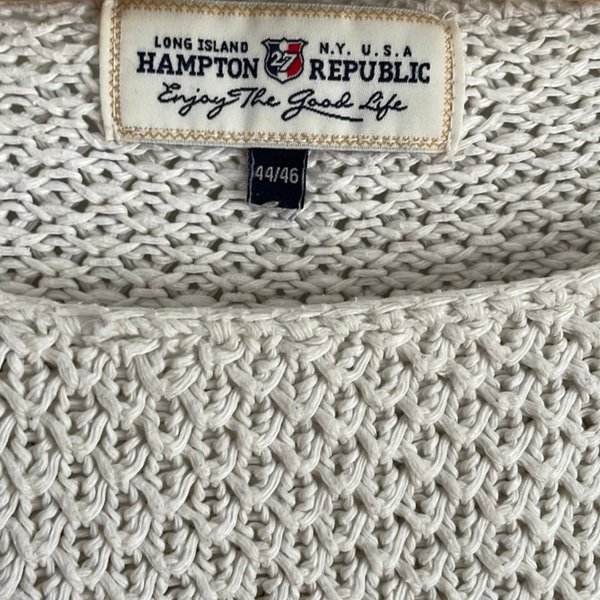 LONG ISLAND N.Y. U.S.A
HAMPTON 27 REPUBLIC
Enjoy The Good Life
44/46